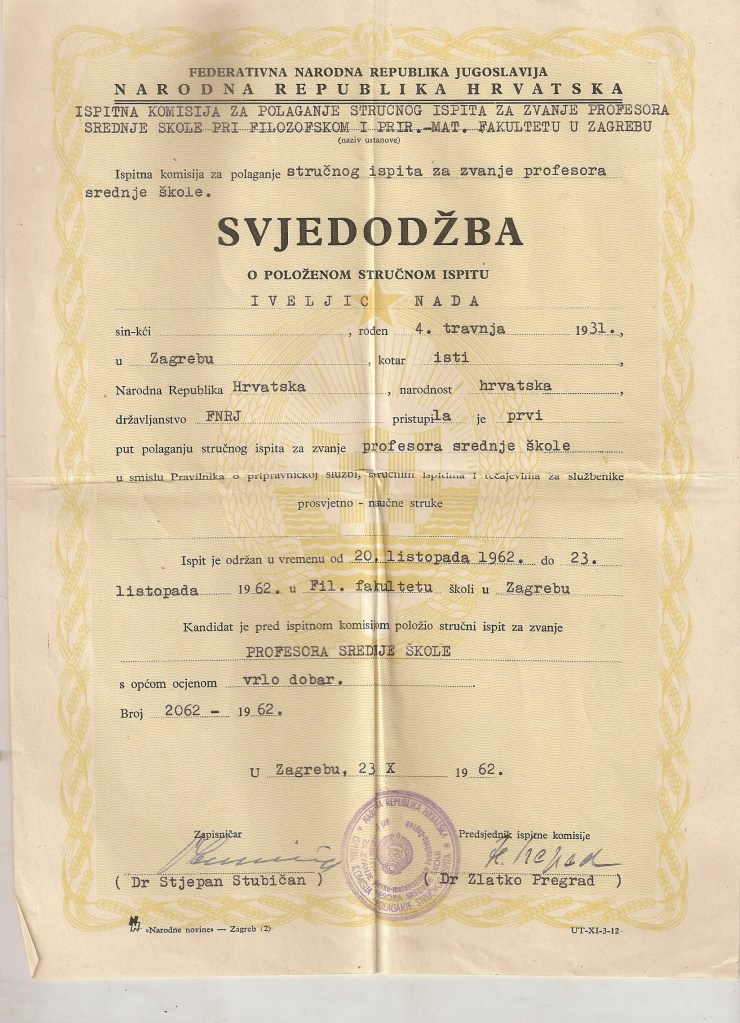 FEDERATIVNA NARODNA REPUBLIKA JUGOSLAVIJA
NARODNA REPUBLIKA HRVATSKA
ISPITNA KOMISIJA ZA POLAGANJE STRUČNOG ISPITA ZA ZVANJE PROFESORA
SREDNJE SKOLE PRI FILOZOFSKOM I PRIR.-MAT. FAKULTETU U ZAGREBU
(naziv ustanove)
Ispitna komisija za polaganje stručnog ispita za zvanje profesora
srednje škole.
SVJEDODŽBA
O POLOŽENOM STRUČNOM ISPITU
IVELJIC NADA
sin-kći , rođen 4. travnja 1931.,
u Zagrebu , kotar isti ,
Narodna Republika Hrvatska , narodnost hrvatska ,
državljanstvo FNRJ pristupila je prvi
put polaganju stručnog ispita za zvanje profesora srednje škole
u smislu Pravilnika o pripravničkoj službi, stručnim ispitima i tečajevima za službenike
prosvjetno - naučne struke
Ispit je održan u vremenu od 20. listopada 1962. do 23.
listopada 1962. u Fil. fakultetu školi u Zagrebu
Kandidat je pred ispitnom komisijom položio stručni ispit za zvanje
PROFESORA SREDNJE ŠKOLE
s općom ocjenom vrlo dobar.
Broj 2062 - 1962.
U Zagrebu, 23 X 1962.
Zapisničar Predsjednik ispitne komisije
( Dr Stjepan Stubičan ) ( Dr Zlatko Pregrad )
NARODNA REPUBLIKA HRVATSKA
«Narodne novine» — Zagreb (2) UT-XI-3-12